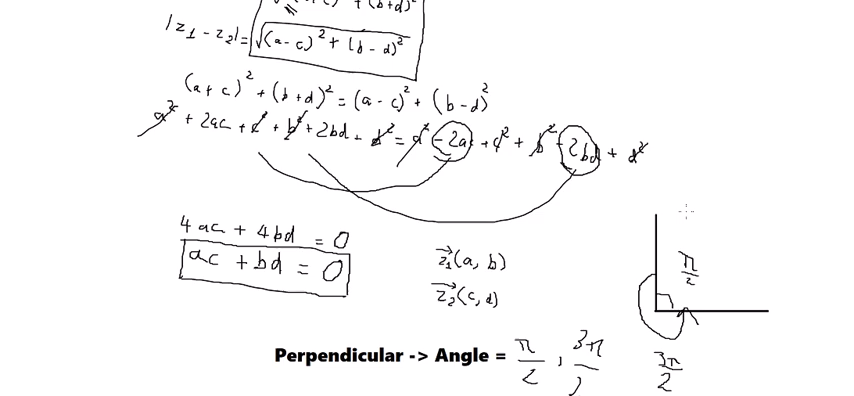 + (b+d)²
|z₁ - z₂| = √(a-c)² + (b-d)²
(a+c)² + (b+d)² = (a-c)² + (b-d)²
a² + 2ac + c² + b² + 2bd + d² = a² - 2ac + c² + b² - 2bd + d²
4ac + 4bd = 0
ac + bd = 0
z₁(a, b)
z₂(c, d)
π/2
3π/2
Perpendicular -> Angle = π/2, 3π/2